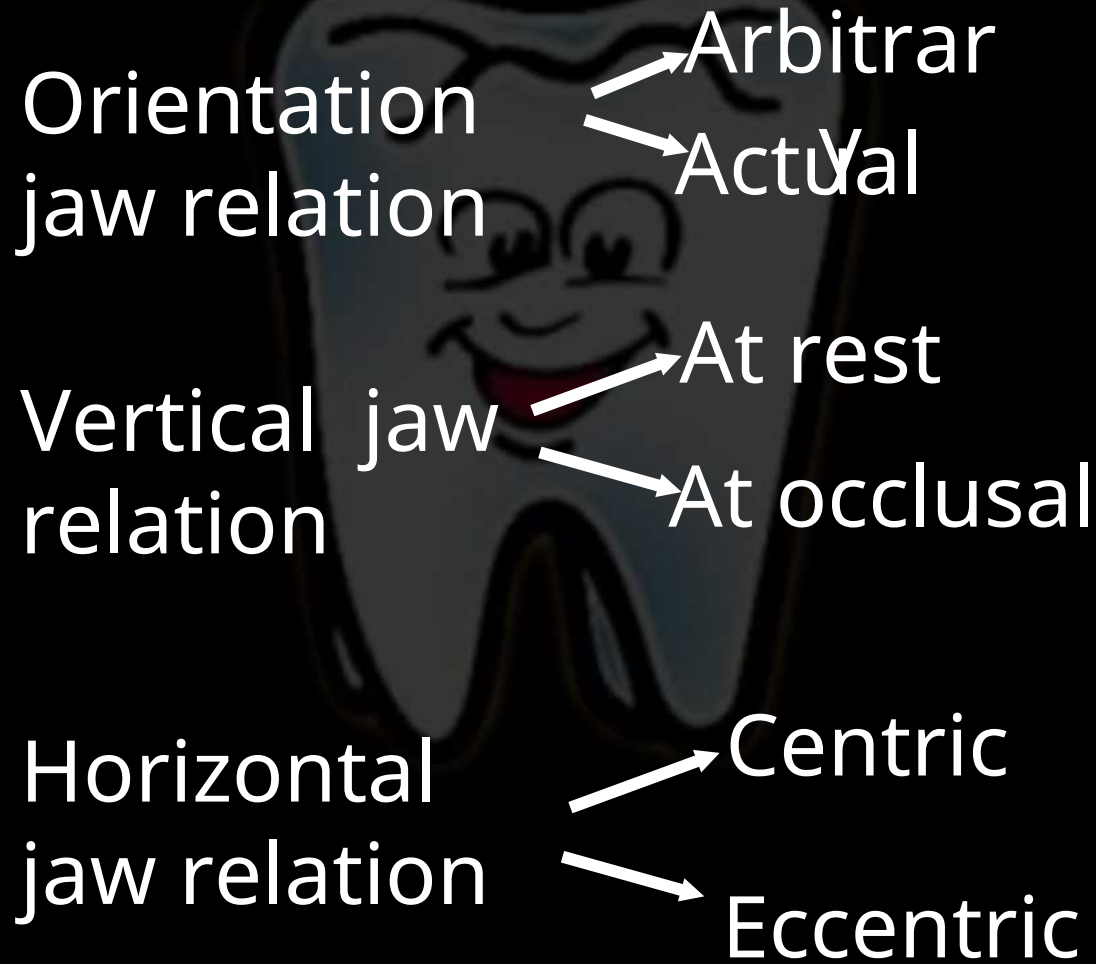 Orientation
jaw relation
Arbitrar
y
Actual
Vertical jaw
relation
At rest
At occlusal
Horizontal
jaw relation
Centric
Eccentric